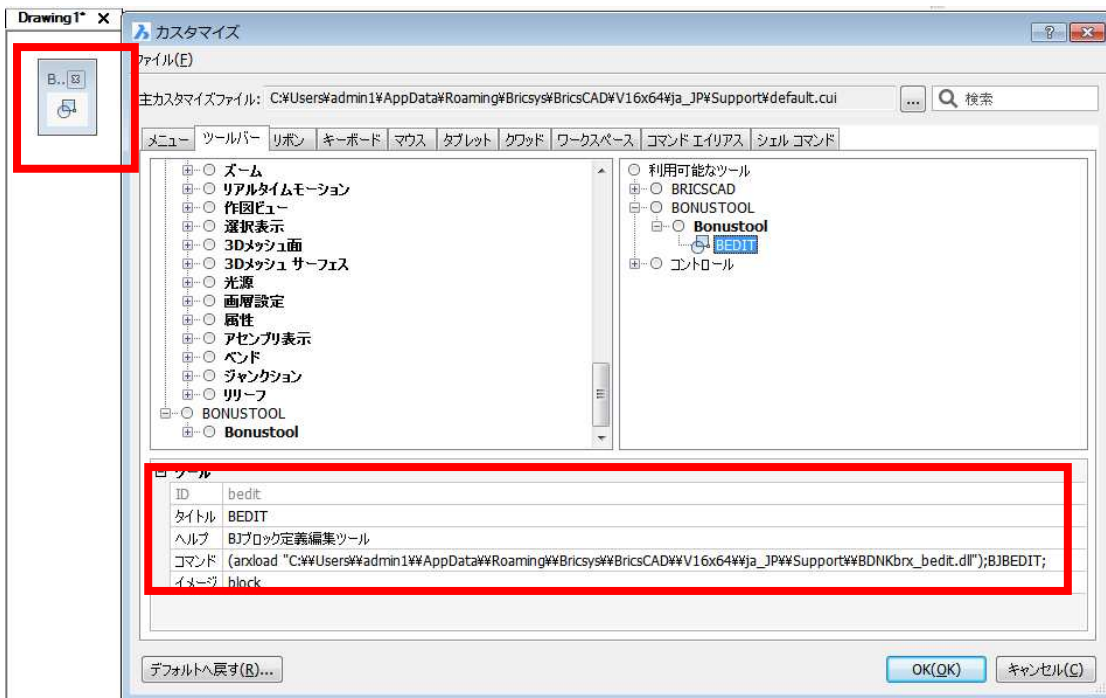 Drawing1*
カスタマイズ
ファイル(F)
B..
主カスタマイズファイル: C:¥Users¥admin1¥AppData¥Roaming¥Bricsys¥BricsCAD¥V16x64¥ja_JP¥Support¥default.cui ... 検索
メニュー ツールバー リボン キーボード マウス タブレット クワッド ワークスペース コマンド エイリアス シェル コマンド
ズーム
リアルタイムモーション
作図ビュー
選択表示
3Dメッシュ面
3Dメッシュ サーフェス
光源
画層設定
属性
アセンブリ表示
ベンド
ジャンクション
リリーフ
BONUSTOOL
Bonustool
利用可能なツール
BRICSCAD
BONUSTOOL
Bonustool
BEDIT
コントロール
ツール
ID bedit
タイトル BEDIT
ヘルプ BJブロック定義編集ツール
コマンド (arxload "C:¥¥Users¥¥admin1¥¥AppData¥¥Roaming¥¥Bricsys¥¥BricsCAD¥¥V16x64¥¥ja_JP¥¥Support¥¥BDNKbrx_bedit.dll");BJBEDIT;
イメージ block
デフォルトへ戻す(R)... OK(OK) キャンセル(C)